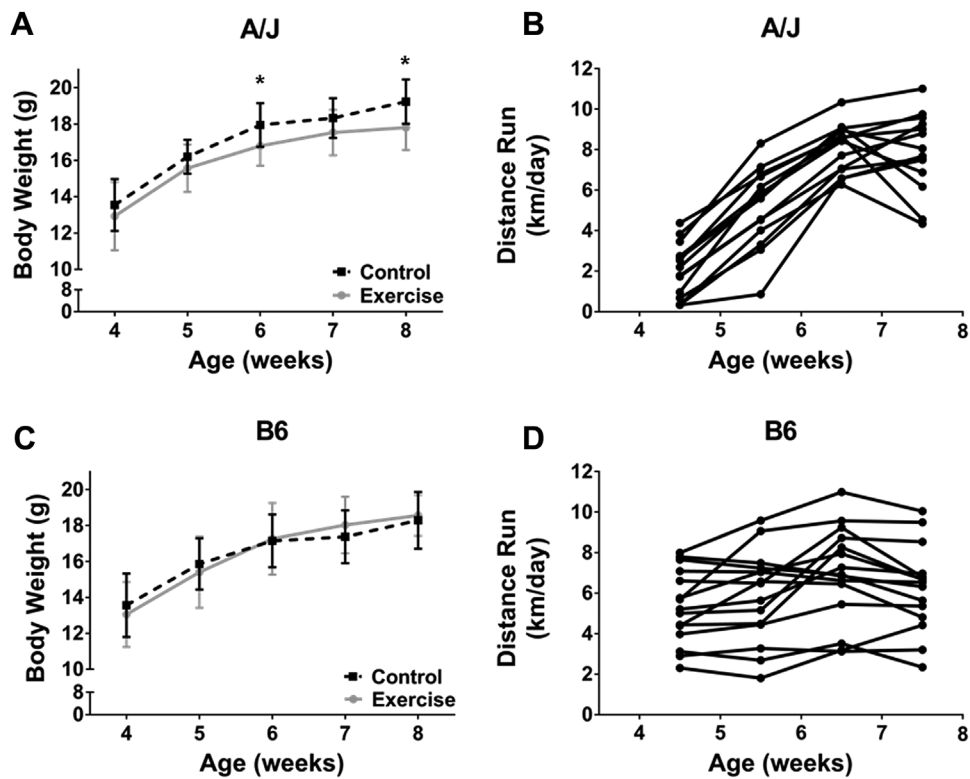 A
A/J
Body Weight (g)
20
18
16
14
12
10
8
0
*
*
Control
Exercise
4 5 6 7 8
Age (weeks)
B
A/J
Distance Run
(km/day)
12
10
8
6
4
2
0
4 5 6 7 8
Age (weeks)
C
B6
Body Weight (g)
20
18
16
14
12
10
8
0
Control
Exercise
4 5 6 7 8
Age (weeks)
D
B6
Distance Run
(km/day)
12
10
8
6
4
2
0
4 5 6 7 8
Age (weeks)